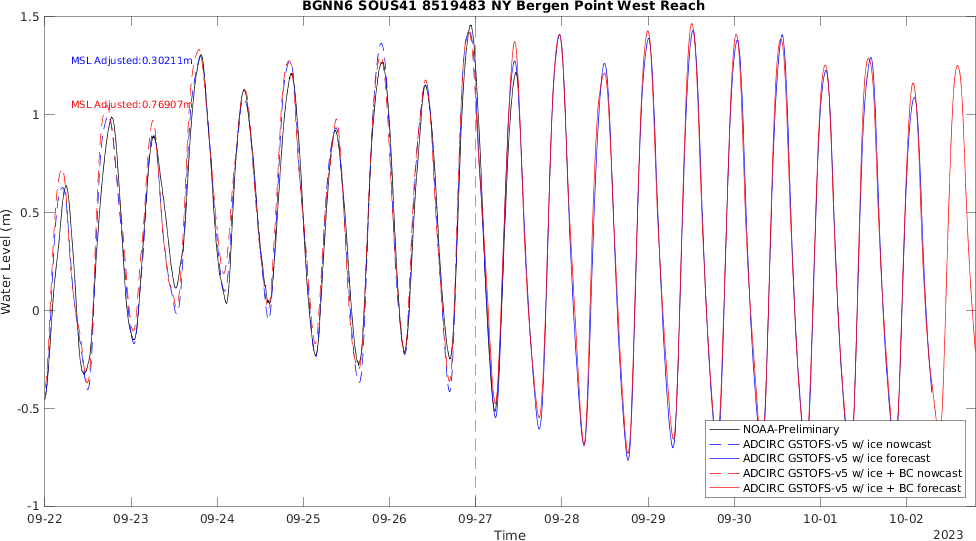 BGNN6 SOUS41 8519483 NY Bergen Point West Reach
1.5
MSL Adjusted:0.30211m
MSL Adjusted:0.76907m
1
0.5
0
-0.5
-1
Water Level (m)
NOAA-Preliminary
ADCIRC GSTOFS-v5 w/ ice nowcast
ADCIRC GSTOFS-v5 w/ ice forecast
ADCIRC GSTOFS-v5 w/ ice + BC nowcast
ADCIRC GSTOFS-v5 w/ ice + BC forecast
09-22 09-23 09-24 09-25 09-26 09-27 09-28 09-29 09-30 10-01 10-02
Time
2023